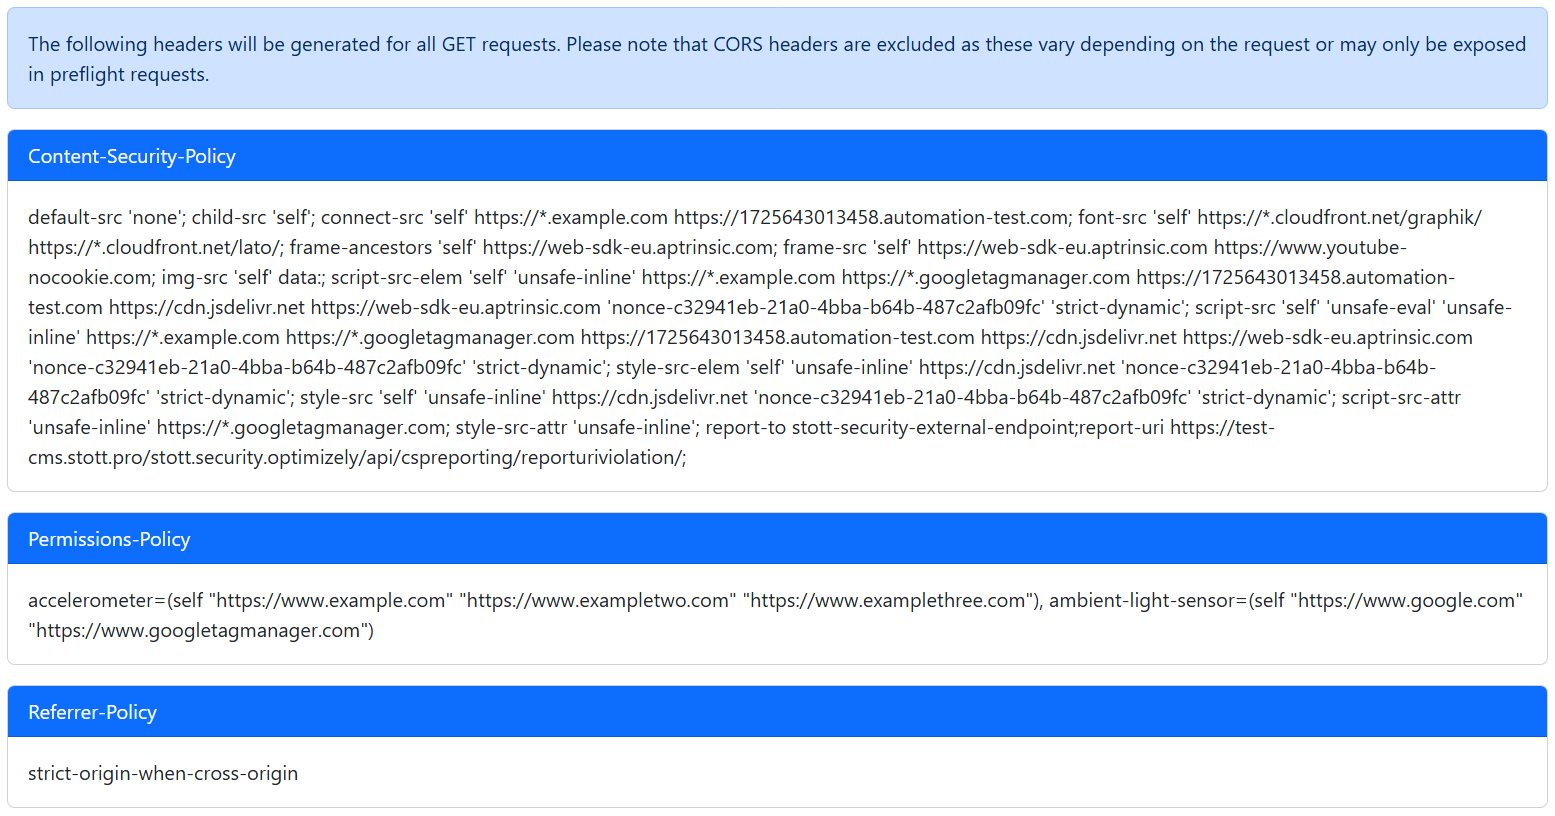 The following headers will be generated for all GET requests. Please note that CORS headers are excluded as these vary depending on the request or may only be exposed
in preflight requests.
Content-Security-Policy
default-src 'none'; child-src 'self'; connect-src 'self' https://*.example.com https://1725643013458.automation-test.com; font-src 'self' https://*.cloudfront.net/graphik/
https://*.cloudfront.net/lato/; frame-ancestors 'self' https://web-sdk-eu.aptrinsic.com; frame-src 'self' https://web-sdk-eu.aptrinsic.com https://www.youtube-
nocookie.com; img-src 'self' data:; script-src-elem 'self' 'unsafe-inline' https://*.example.com https://*.googletagmanager.com https://1725643013458.automation-
test.com https://cdn.jsdelivr.net https://web-sdk-eu.aptrinsic.com 'nonce-c32941eb-21a0-4bba-b64b-487c2afb09fc' 'strict-dynamic'; script-src 'self' 'unsafe-eval' 'unsafe-
inline' https://*.example.com https://*.googletagmanager.com https://1725643013458.automation-test.com https://cdn.jsdelivr.net https://web-sdk-eu.aptrinsic.com
'nonce-c32941eb-21a0-4bba-b64b-487c2afb09fc' 'strict-dynamic'; style-src-elem 'self' 'unsafe-inline' https://cdn.jsdelivr.net 'nonce-c32941eb-21a0-4bba-b64b-
487c2afb09fc' 'strict-dynamic'; style-src 'self' 'unsafe-inline' https://cdn.jsdelivr.net 'nonce-c32941eb-21a0-4bba-b64b-487c2afb09fc' 'strict-dynamic'; script-src-attr
'unsafe-inline' https://*.googletagmanager.com; style-src-attr 'unsafe-inline'; report-to stott-security-external-endpoint;report-uri https://test-
cms.stott.pro/stott.security.optimizely/api/cspreporting/reporturiviolation/;
Permissions-Policy
accelerometer=(self "https://www.example.com" "https://www.exampletwo.com" "https://www.examplethree.com"), ambient-light-sensor=(self "https://www.google.com"
"https://www.googletagmanager.com")
Referrer-Policy
strict-origin-when-cross-origin